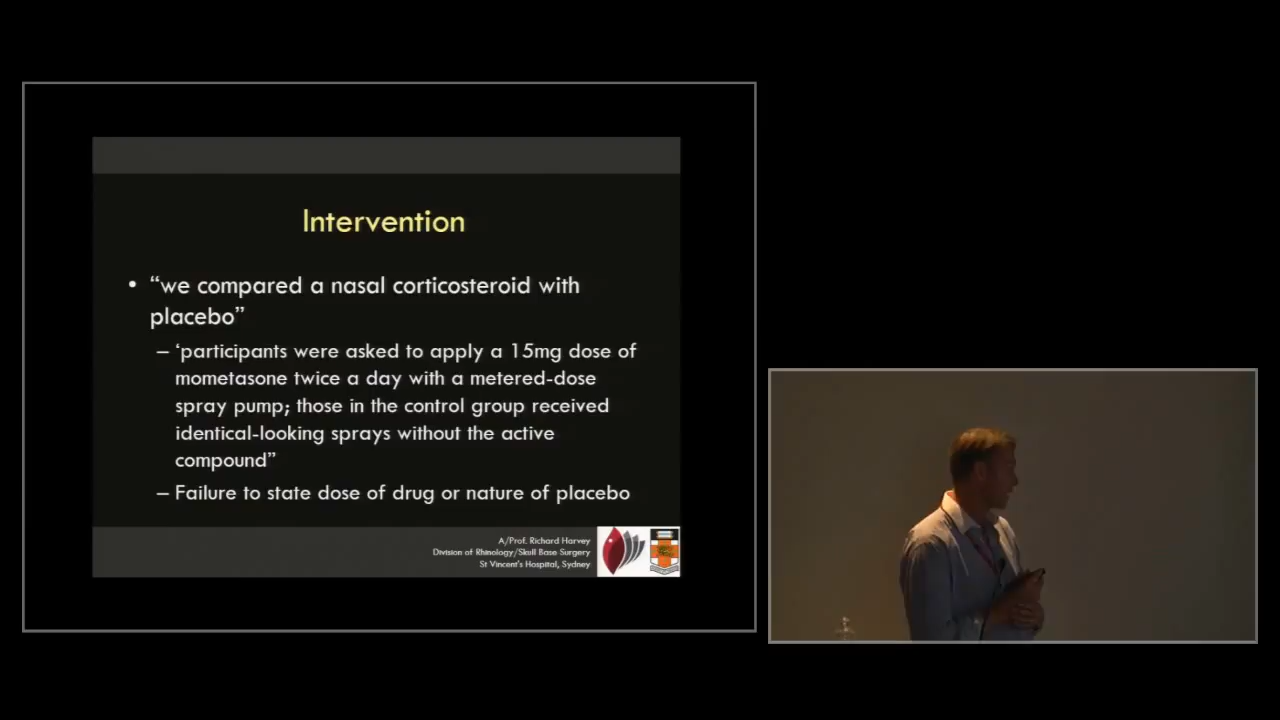 Intervention
• “we compared a nasal corticosteroid with
placebo”
– ‘participants were asked to apply a 15mg dose of
mometasone twice a day with a metered-dose
spray pump; those in the control group received
identical-looking sprays without the active
compound”
– Failure to state dose of drug or nature of placebo
A/Prof. Richard Harvey
Division of Rhinology/Skull Base Surgery
St Vincent's Hospital, Sydney